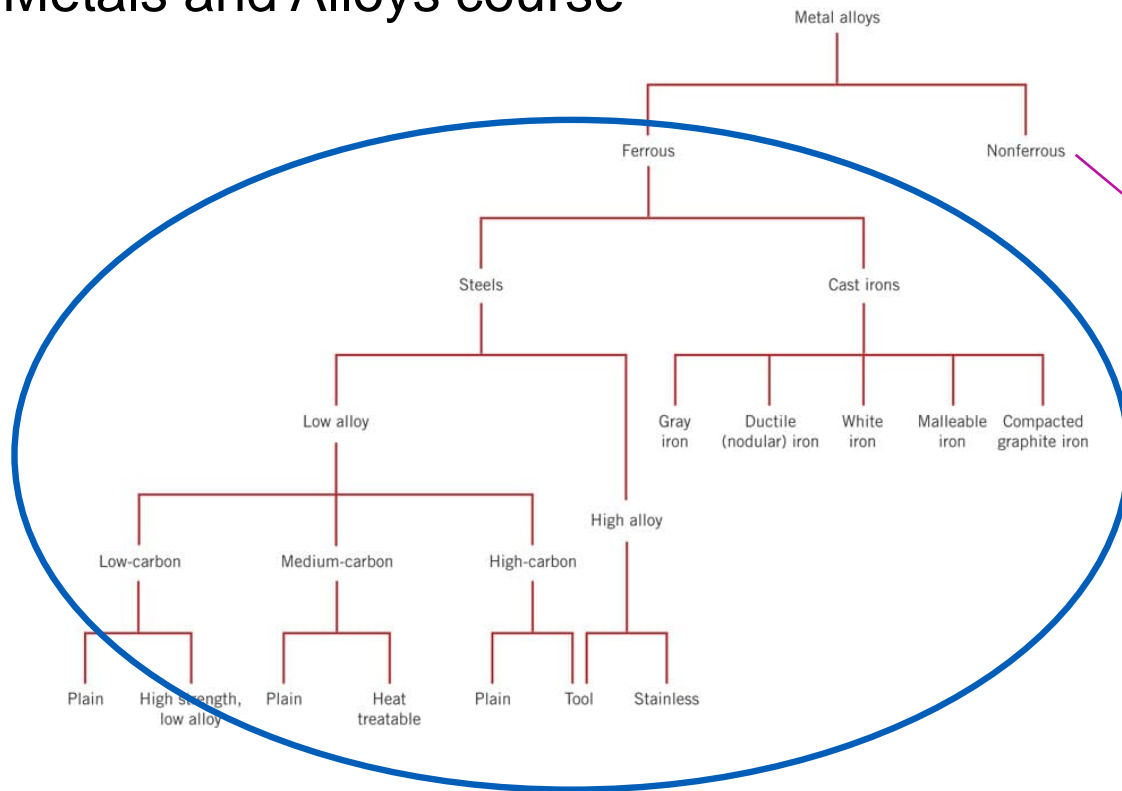 Metals and Alloys course
Metal alloys
Ferrous
Nonferrous
Steels
Cast irons
Low alloy
Gray
iron
Ductile
(nodular) iron
White
iron
Malleable
iron
Compacted
graphite iron
High alloy
Low-carbon
Medium-carbon
High-carbon
Plain
High strength,
low alloy
Plain
Heat
treatable
Plain
Tool
Stainless